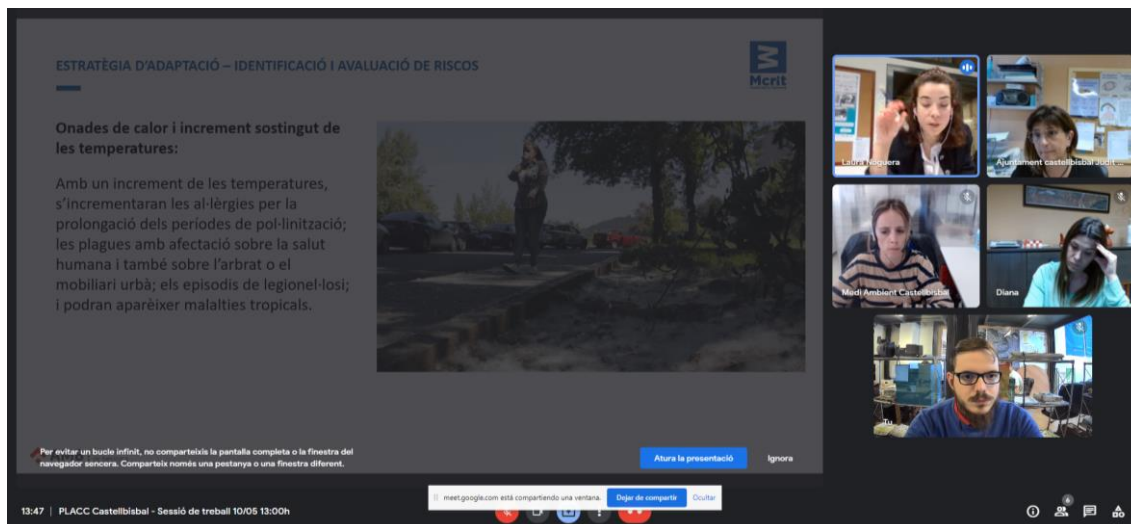 ESTRATÈGIA D'ADAPTACIÓ – IDENTIFICACIÓ I AVALUACIÓ DE RISCOS
Mcrit
Onades de calor i increment sostingut de
les temperatures:
Amb un increment de les temperatures,
s'incrementaran les al·lèrgies per la
prolongació dels períodes de pol·linització;
les plagues amb afectació sobre la salut
humana i també sobre l'arbrat o el
mobiliari urbà; els episodis de legionel·losi;
i podran aparèixer malalties tropicals.
Laura Noguera
Ajuntament castellbisbal Judit ...
Medi Ambient Castellbisbal
Diana
Tu
Per evitar un bucle infinit, no comparteixis la pantalla completa o la finestra del
navegador sencera. Comparteix només una pestanya o una finestra diferent.
Atura la presentació
Ignora
meet.google.com está compartiendo una ventana.
Dejar de compartir
Ocultar
13:47 | PLACC Castellbisbal - Sessió de treball 10/05 13:00h
6